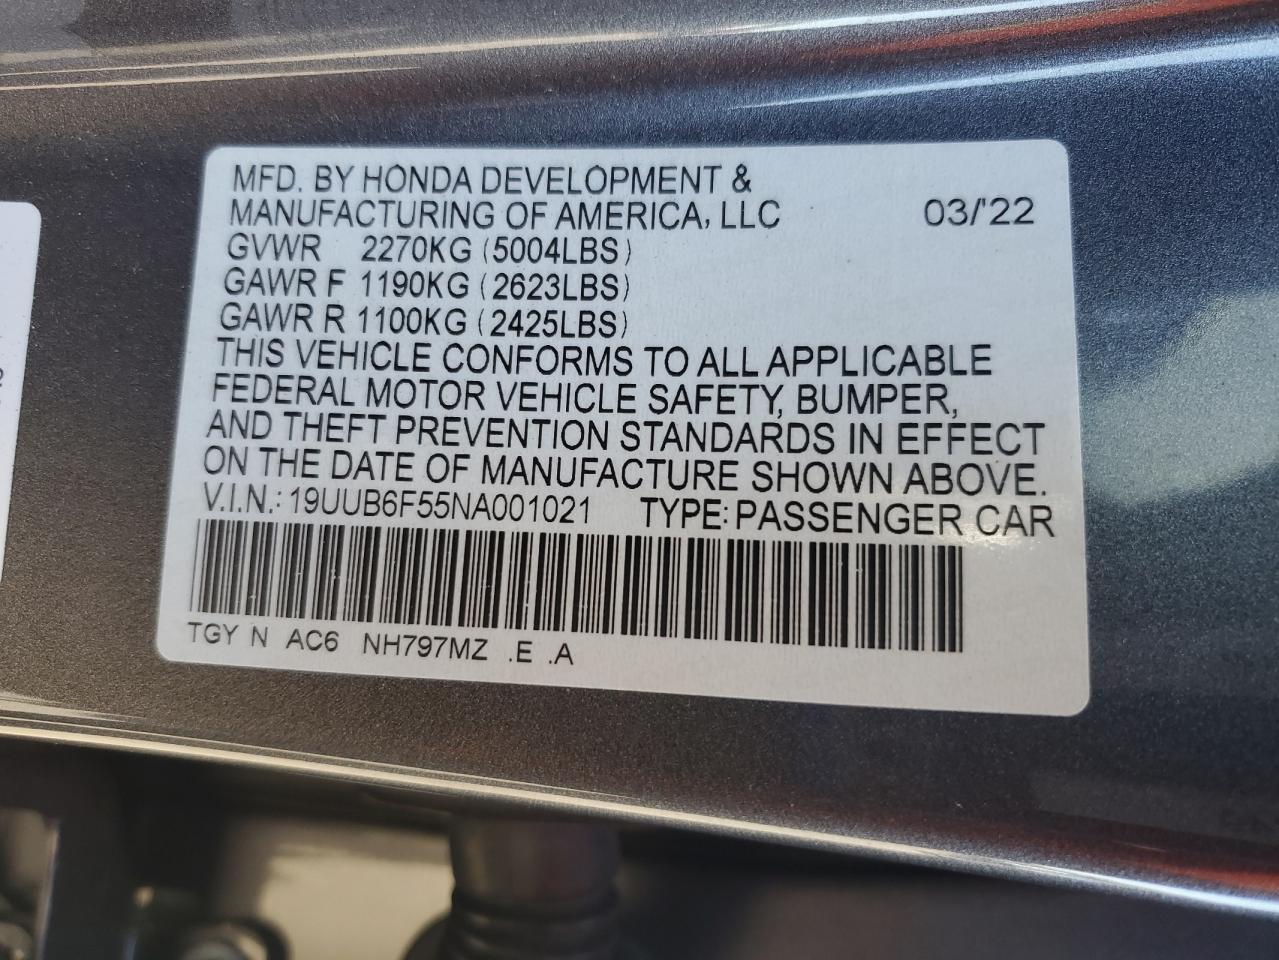 MFD. BY HONDA DEVELOPMENT &
MANUFACTURING OF AMERICA, LLC 03/'22
GVWR 2270KG (5004LBS)
GAWR F 1190KG (2623LBS)
GAWR R 1100KG (2425LBS)
THIS VEHICLE CONFORMS TO ALL APPLICABLE
FEDERAL MOTOR VEHICLE SAFETY, BUMPER,
AND THEFT PREVENTION STANDARDS IN EFFECT
ON THE DATE OF MANUFACTURE SHOWN ABOVE.
V.I.N.: 19UUB6F55NA001021 TYPE: PASSENGER CAR
TGY N AC6 NH797MZ .E .A